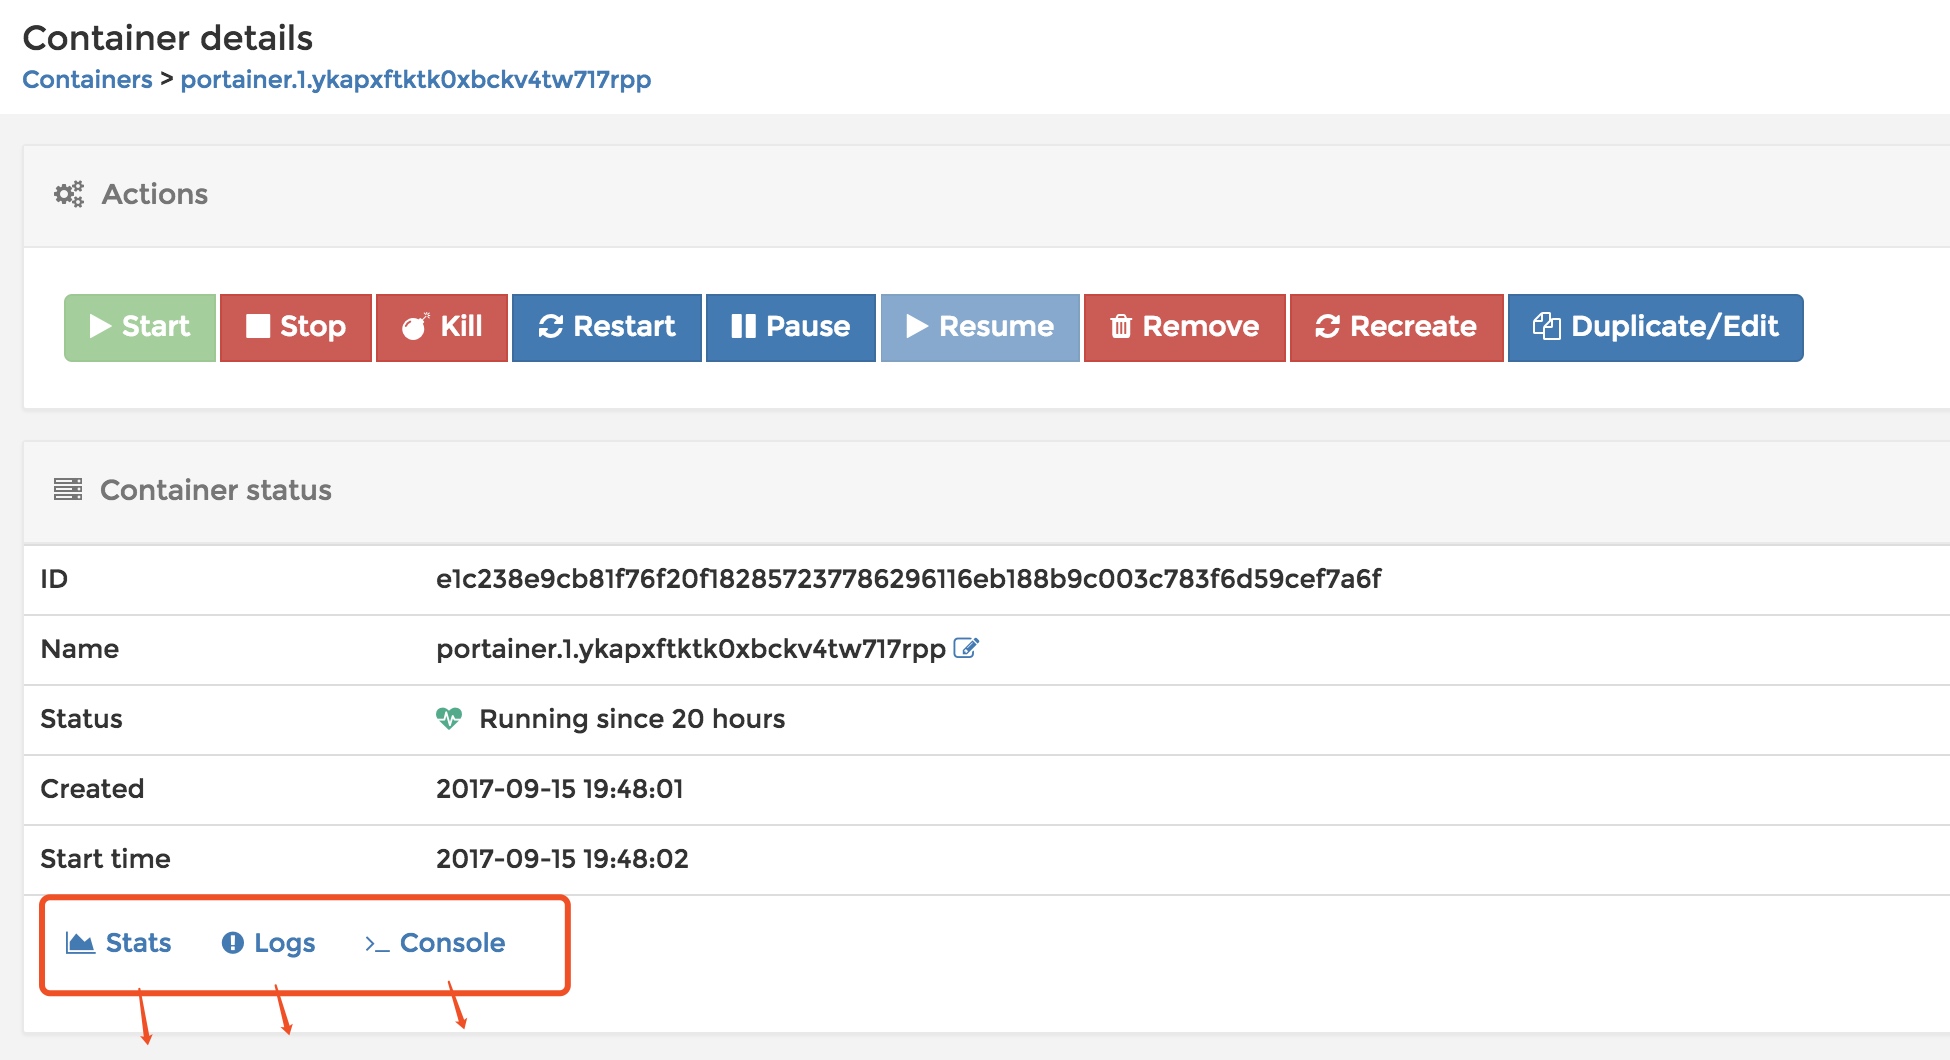 Container details
Containers > portainer.1.ykapxftktk0xbckv4tw717rpp
Actions
Start Stop Kill Restart Pause Resume Remove Recreate Duplicate/Edit
Container status
ID e1c238e9cb81f76f20f182857237786296116eb188b9c003c783f6d59cef7a6f
Name portainer.1.ykapxftktk0xbckv4tw717rpp
Status Running since 20 hours
Created 2017-09-15 19:48:01
Start time 2017-09-15 19:48:02
Stats Logs >_ Console